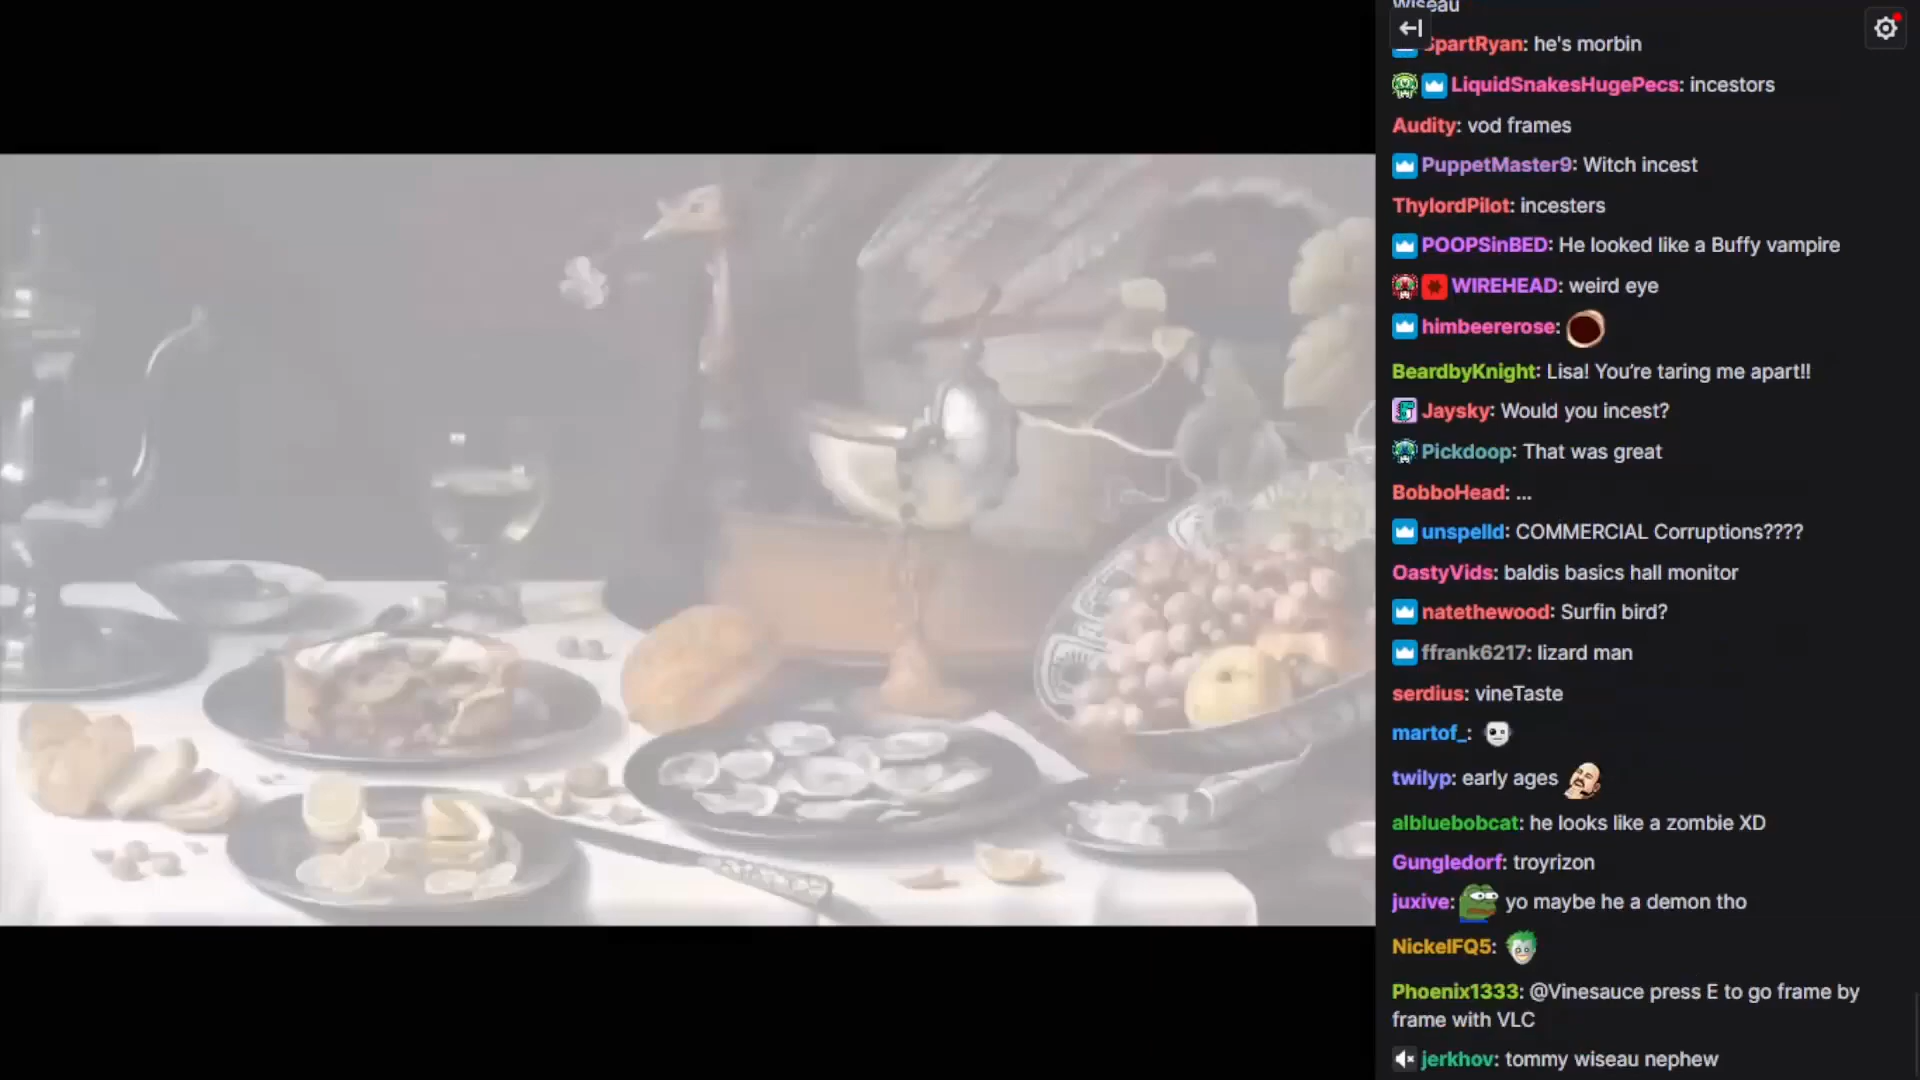 wiseau
SpartRyan: he's morbin
LiquidSnakesHugePecs: incestors
Audity: vod frames
PuppetMaster9: Witch incest
ThylordPilot: incesters
POOPSinBED: He looked like a Buffy vampire
WIREHEAD: weird eye
himbeererose:
BeardbyKnight: Lisa! You're taring me apart!!
Jaysky: Would you incest?
Pickdoop: That was great
BobboHead: ...
unspelld: COMMERCIAL Corruptions????
OastyVids: baldis basics hall monitor
natethewood: Surfin bird?
ffrank6217: lizard man
serdius: vineTaste
martof_:
twilyp: early ages
albluebobcat: he looks like a zombie XD
Gungledorf: troyrizon
juxive: yo maybe he a demon tho
NickelFQ5:
Phoenix1333: @Vinesauce press E to go frame by
frame with VLC
jerkhov: tommy wiseau nephew